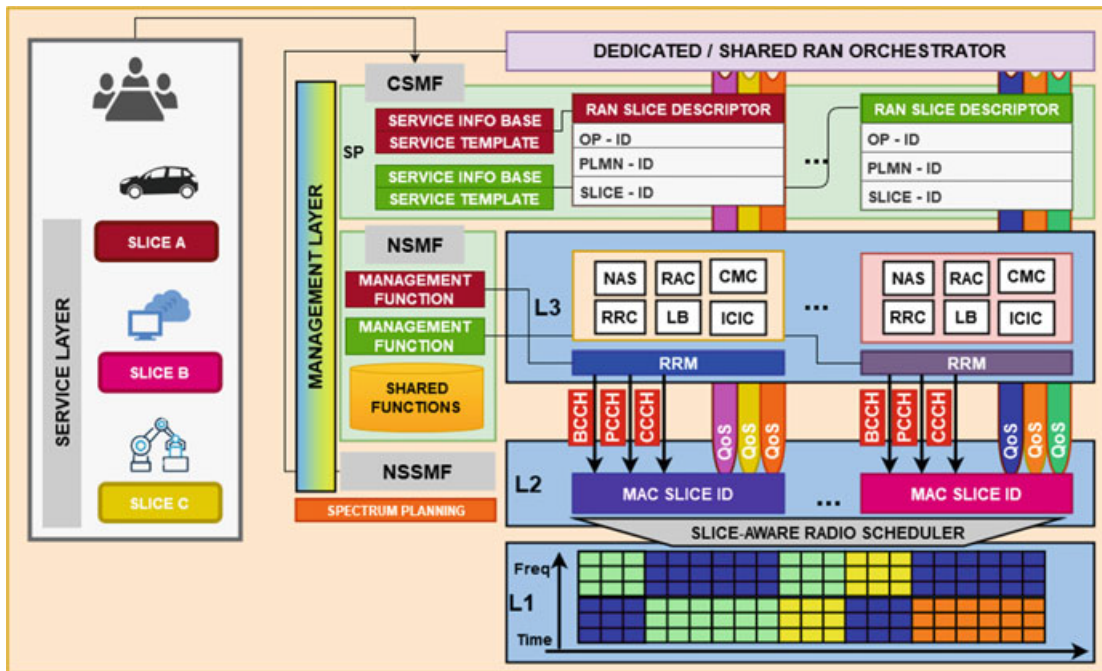 DEDICATED / SHARED RAN ORCHESTRATOR
CSMF
SERVICE INFO BASE
SERVICE TEMPLATE
SP
SERVICE INFO BASE
SERVICE TEMPLATE
RAN SLICE DESCRIPTOR
OP - ID
PLMN - ID
SLICE - ID
...
RAN SLICE DESCRIPTOR
OP - ID
PLMN - ID
SLICE - ID
SERVICE LAYER
SLICE A
SLICE B
SLICE C
MANAGEMENT LAYER
NSMF
MANAGEMENT
FUNCTION
MANAGEMENT
FUNCTION
SHARED
FUNCTIONS
NSSMF
SPECTRUM PLANNING
L3
NAS
RAC
CMC
RRC
LB
ICIC
RRM
...
NAS
RAC
CMC
RRC
LB
ICIC
RRM
BCCH
PCCH
CCCH
QoS
QoS
QoS
BCCH
PCCH
CCCH
QoS
QoS
QoS
L2
MAC SLICE ID
...
MAC SLICE ID
SLICE-AWARE RADIO SCHEDULER
Freq
L1
Time